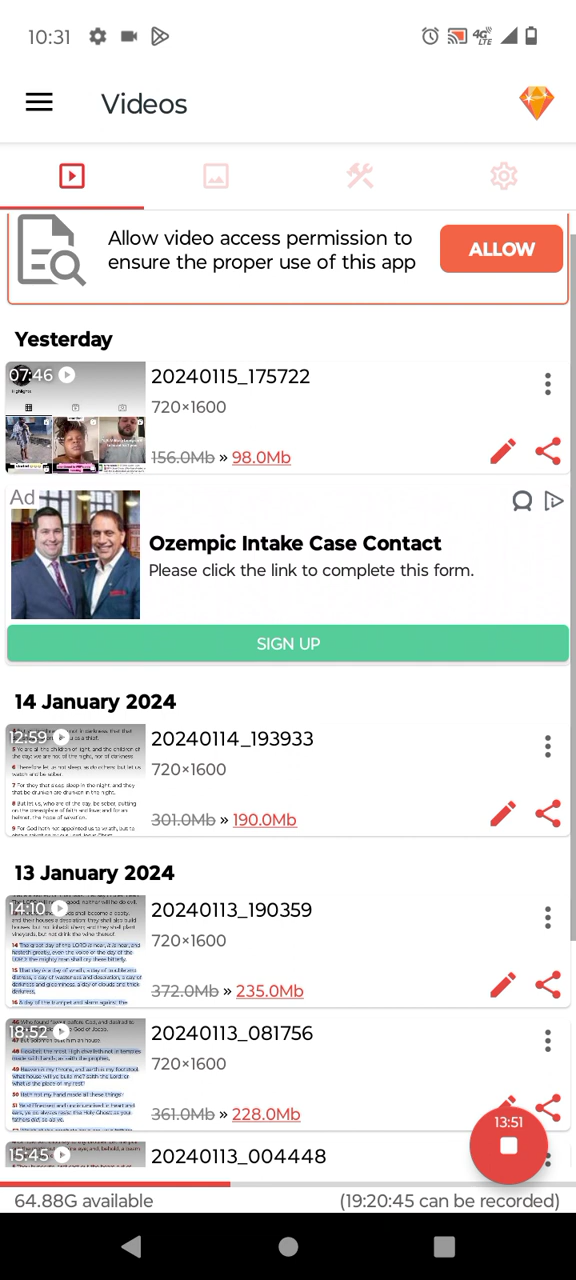 10:31
4G
LTE
Videos
Allow video access permission to
ensure the proper use of this app
ALLOW
Yesterday
07:46
20240115_175722
720×1600
156.0Mb » 98.0Mb
Ad
Ozempic Intake Case Contact
Please click the link to complete this form.
SIGN UP
14 January 2024
12:59
20240114_193933
720×1600
301.0Mb » 190.0Mb
13 January 2024
14:10
20240113_190359
720×1600
372.0Mb » 235.0Mb
18:52
20240113_081756
720×1600
361.0Mb » 228.0Mb
13:51
15:45
20240113_004448
64.88G available
(19:20:45 can be recorded)